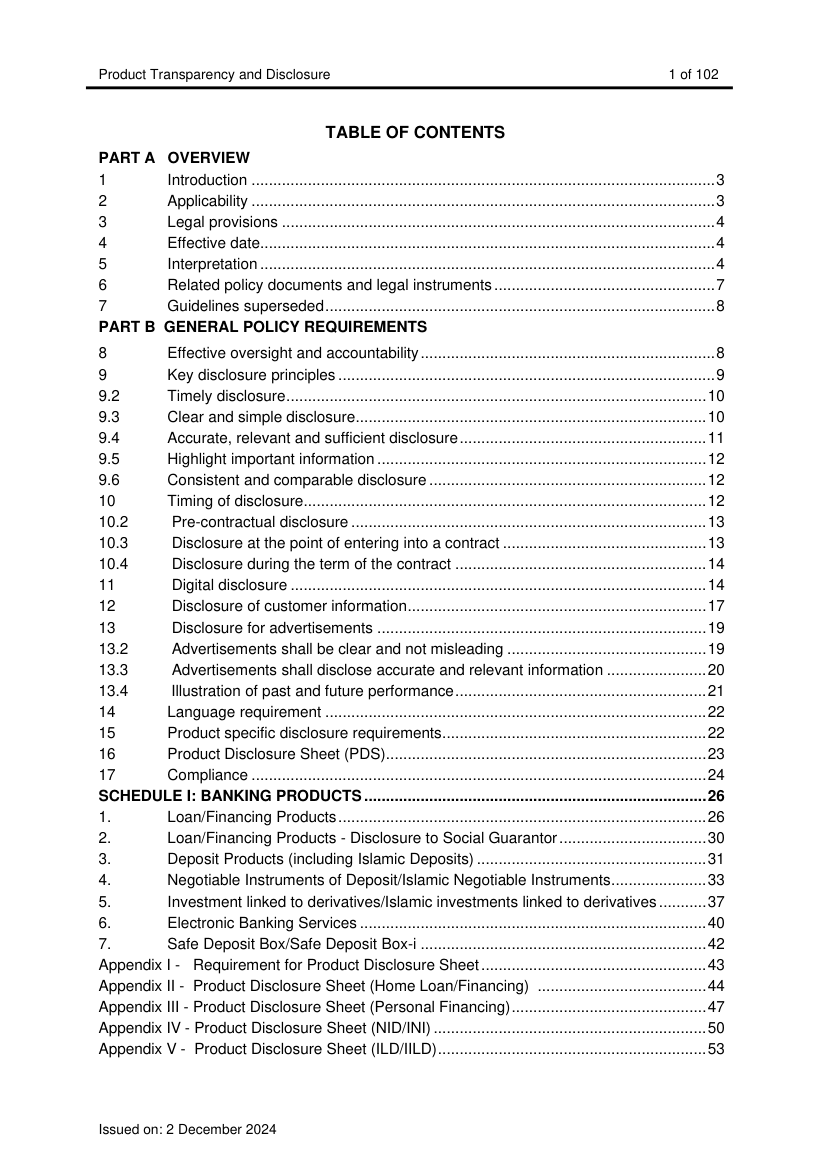 Product Transparency and Disclosure 1 of 102
TABLE OF CONTENTS
PART A OVERVIEW
1 Introduction ........................................................................................................ 3
2 Applicability ........................................................................................................ 3
3 Legal provisions ................................................................................................. 4
4 Effective date...................................................................................................... 4
5 Interpretation ...................................................................................................... 4
6 Related policy documents and legal instruments ................................................ 7
7 Guidelines superseded ....................................................................................... 8
PART B GENERAL POLICY REQUIREMENTS
8 Effective oversight and accountability ................................................................. 8
9 Key disclosure principles .................................................................................... 9
9.2 Timely disclosure.............................................................................................. 10
9.3 Clear and simple disclosure.............................................................................. 10
9.4 Accurate, relevant and sufficient disclosure ...................................................... 11
9.5 Highlight important information ......................................................................... 12
9.6 Consistent and comparable disclosure ............................................................. 12
10 Timing of disclosure.......................................................................................... 12
10.2 Pre-contractual disclosure ................................................................................ 13
10.3 Disclosure at the point of entering into a contract ............................................. 13
10.4 Disclosure during the term of the contract ........................................................ 14
11 Digital disclosure .............................................................................................. 14
12 Disclosure of customer information................................................................... 17
13 Disclosure for advertisements .......................................................................... 19
13.2 Advertisements shall be clear and not misleading ............................................ 19
13.3 Advertisements shall disclose accurate and relevant information ...................... 20
13.4 Illustration of past and future performance........................................................ 21
14 Language requirement ..................................................................................... 22
15 Product specific disclosure requirements.......................................................... 22
16 Product Disclosure Sheet (PDS)....................................................................... 23
17 Compliance ...................................................................................................... 24
SCHEDULE I: BANKING PRODUCTS ........................................................................ 26
1. Loan/Financing Products .................................................................................. 26
2. Loan/Financing Products - Disclosure to Social Guarantor ............................... 30
3. Deposit Products (including Islamic Deposits) .................................................. 31
4. Negotiable Instruments of Deposit/Islamic Negotiable Instruments................... 33
5. Investment linked to derivatives/Islamic investments linked to derivatives ........ 37
6. Electronic Banking Services ............................................................................. 40
7. Safe Deposit Box/Safe Deposit Box-i ............................................................... 42
Appendix I - Requirement for Product Disclosure Sheet ............................................. 43
Appendix II - Product Disclosure Sheet (Home Loan/Financing) ................................ 44
Appendix III - Product Disclosure Sheet (Personal Financing) ..................................... 47
Appendix IV - Product Disclosure Sheet (NID/INI) ....................................................... 50
Appendix V - Product Disclosure Sheet (ILD/IILD)....................................................... 53
Issued on: 2 December 2024